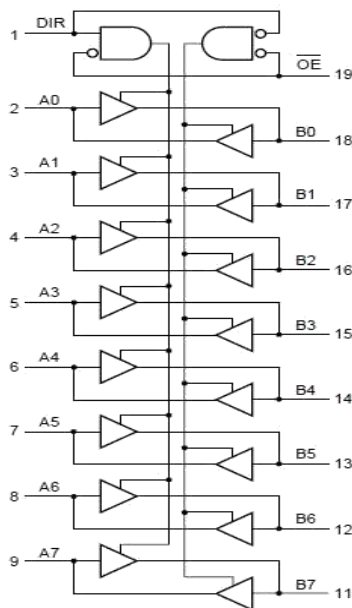 1 DIR
OE 19
2 A0
B0 18
3 A1
B1 17
4 A2
B2 16
5 A3
B3 15
6 A4
B4 14
7 A5
B5 13
8 A6
B6 12
9 A7
B7 11